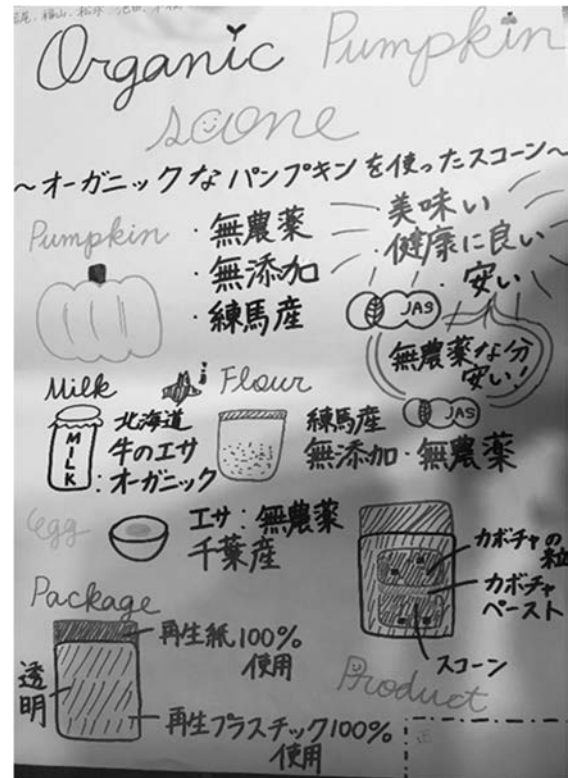 Organic Pumpkin
scone
～オーガニックなパンプキンを使ったスコーン～
Pumpkin
・無農薬
・無添加
・練馬産
・美味い
・健康に良い
・安い
JAS
無農薬な分
安い!
Milk
MILK
北海道
牛のエサ
:オーガニック
Flour
JAS
練馬産
無添加・無農薬
egg
エサ:無農薬
千葉産
Package
再生紙100%
使用
透明
再生プラスチック100%
使用
カボチャの粒
カボチャ
ペースト
スコーン
Product